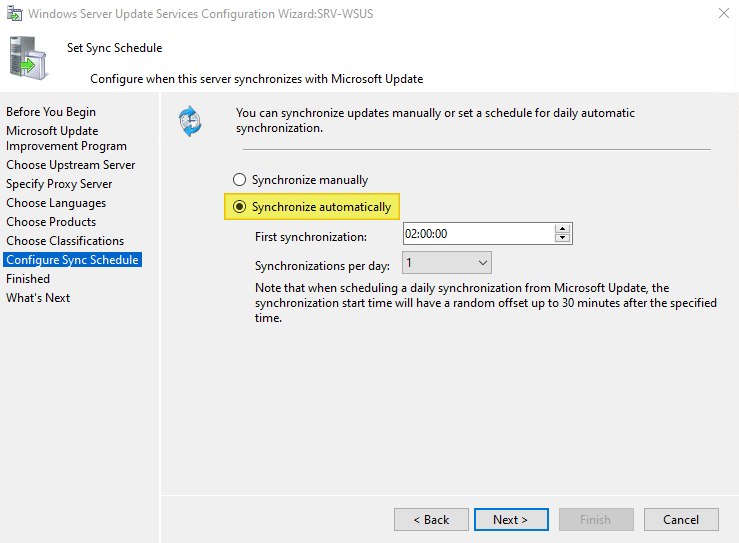 Windows Server Update Services Configuration Wizard:SRV-WSUS
Set Sync Schedule
Configure when this server synchronizes with Microsoft Update
Before You Begin
Microsoft Update
Improvement Program
Choose Upstream Server
Specify Proxy Server
Choose Languages
Choose Products
Choose Classifications
Configure Sync Schedule
Finished
What's Next
You can synchronize updates manually or set a schedule for daily automatic
synchronization.
Synchronize manually
Synchronize automatically
First synchronization:
02:00:00
Synchronizations per day:
1
Note that when scheduling a daily synchronization from Microsoft Update, the
synchronization start time will have a random offset up to 30 minutes after the specified
time.
< Back
Next >
Finish
Cancel